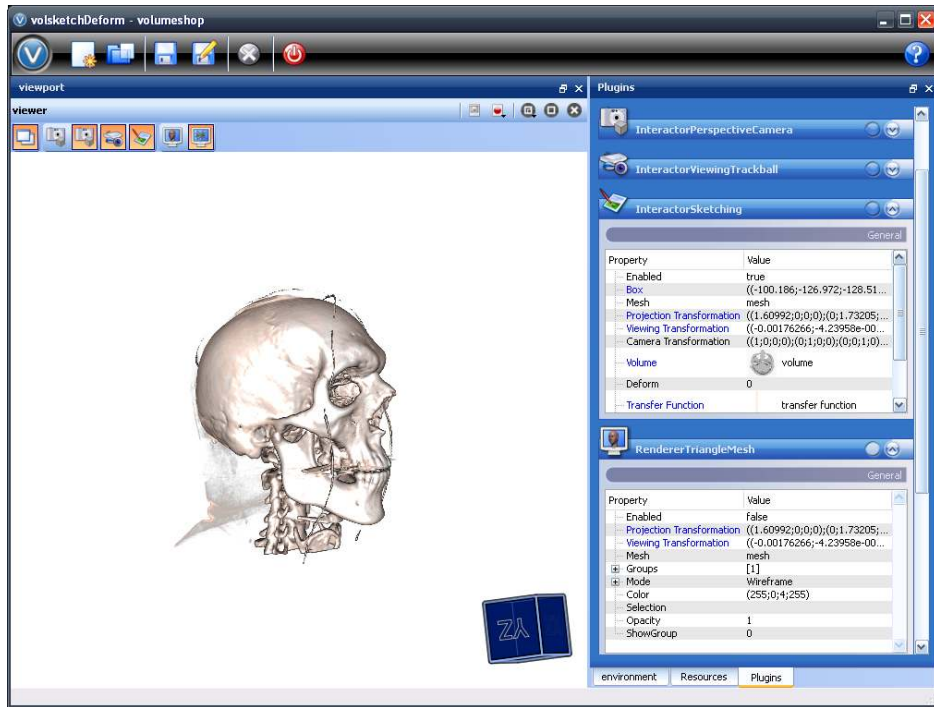 volsketchDeform - volumeshop
viewport
viewer
Plugins
InteractorPerspectiveCamera
InteractorViewingTrackball
InteractorSketching
General
Property Value
Enabled true
Box ((-100.186;-126.972;-128.51...
Mesh mesh
Projection Transformation ((1.60992;0;0;0);(0;1.73205;...
Viewing Transformation ((-0.00176266;-4.23958e-00...
Camera Transformation ((1;0;0;0);(0;1;0;0);(0;0;1;0)...
Volume volume
Deform 0
Transfer Function transfer function
RendererTriangleMesh
General
Property Value
Enabled false
Projection Transformation ((1.60992;0;0;0);(0;1.73205;...
Viewing Transformation ((-0.00176266;-4.23958e-00...
Mesh mesh
Groups [1]
Mode Wireframe
Color (255;0;4;255)
Selection
Opacity 1
ShowGroup 0
YZ
environment Resources Plugins